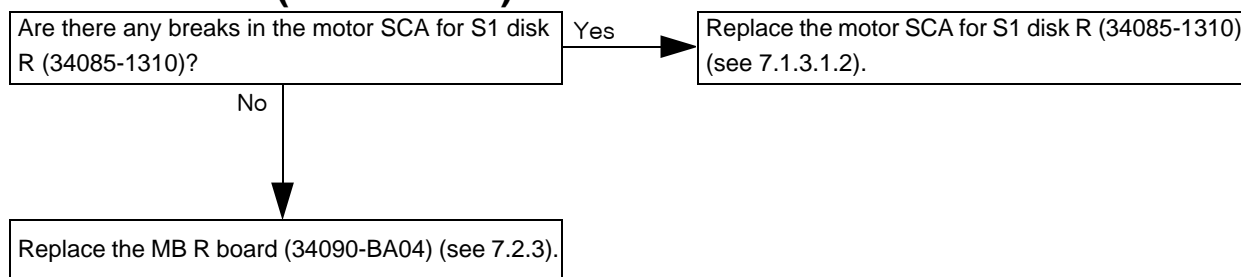 Are there any breaks in the motor SCA for S1 disk
R (34085-1310)?
Yes
Replace the motor SCA for S1 disk R (34085-1310)
(see 7.1.3.1.2).
No
Replace the MB R board (34090-BA04) (see 7.2.3).